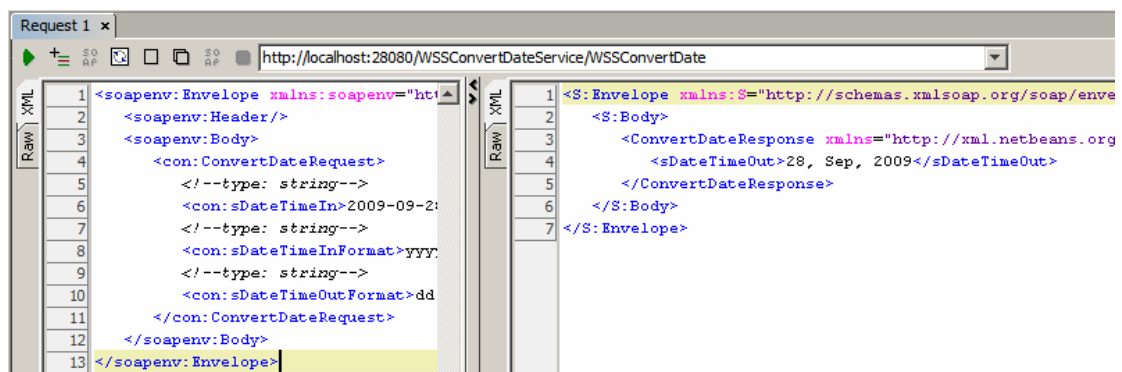 Request 1 ×
http://localhost:28080/WSSConvertDateService/WSSConvertDate
XML
Raw
1 <soapenv:Envelope xmlns:soapenv="htt
2 <soapenv:Header/>
3 <soapenv:Body>
4 <con:ConvertDateRequest>
5 <!--type: string-->
6 <con:sDateTimeIn>2009-09-28
7 <!--type: string-->
8 <con:sDateTimeInFormat>yyyy
9 <!--type: string-->
10 <con:sDateTimeOutFormat>dd
11 </con:ConvertDateRequest>
12 </soapenv:Body>
13 </soapenv:Envelope>
XML
Raw
1 <S:Envelope xmlns:S="http://schemas.xmlsoap.org/soap/enve
2 <S:Body>
3 <ConvertDateResponse xmlns="http://xml.netbeans.org
4 <sDateTimeOut>28, Sep, 2009</sDateTimeOut>
5 </ConvertDateResponse>
6 </S:Body>
7 </S:Envelope>